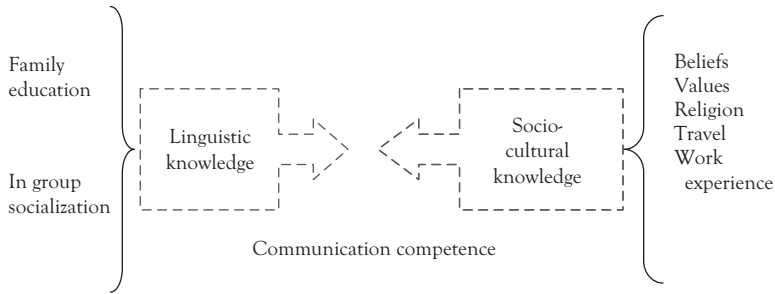 Family
education
In group
socialization
Linguistic
knowledge
Socio-
cultural
knowledge
Beliefs
Values
Religion
Travel
Work
experience
Communication competence